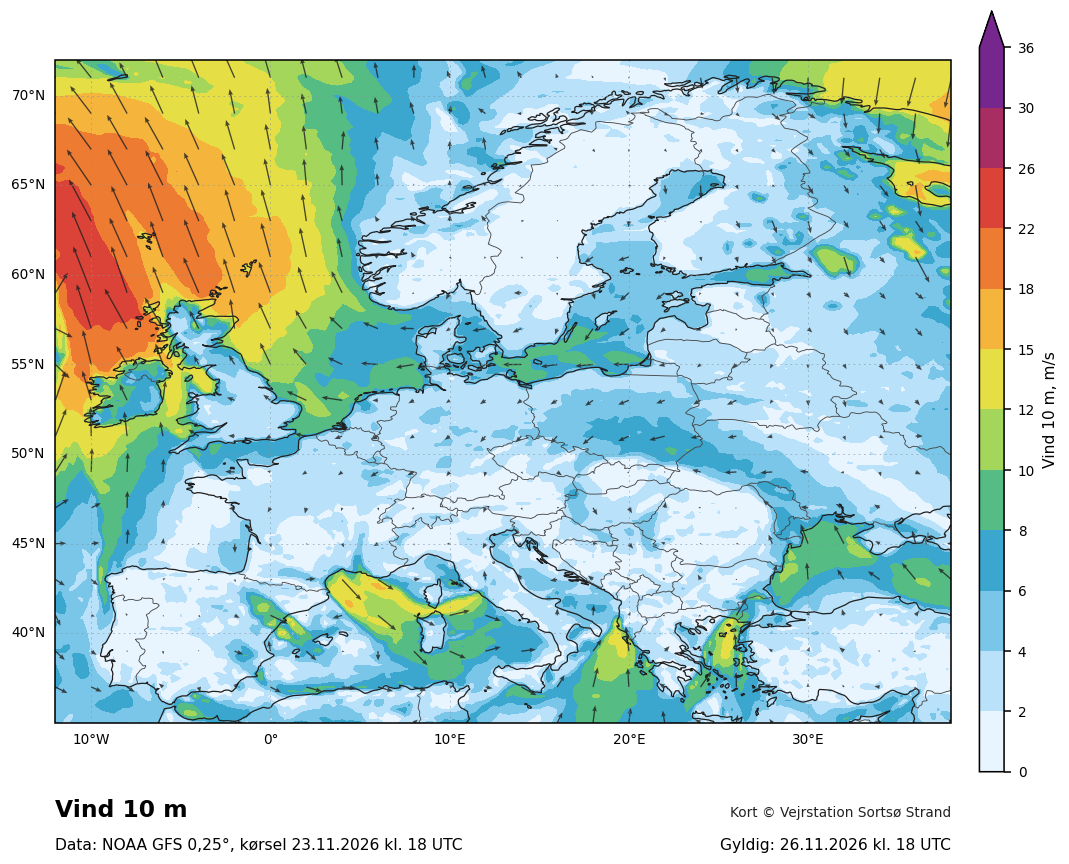 36
30
26
22
18
15
12
10
8
6
4
2
0
Vind 10 m, m/s
70°N
65°N
60°N
55°N
50°N
45°N
40°N
10°W
0°
10°E
20°E
30°E
Vind 10 m
Kort © Vejrstation Sortsø Strand
Data: NOAA GFS 0,25°, kørsel 23.11.2026 kl. 18 UTC
Gyldig: 26.11.2026 kl. 18 UTC